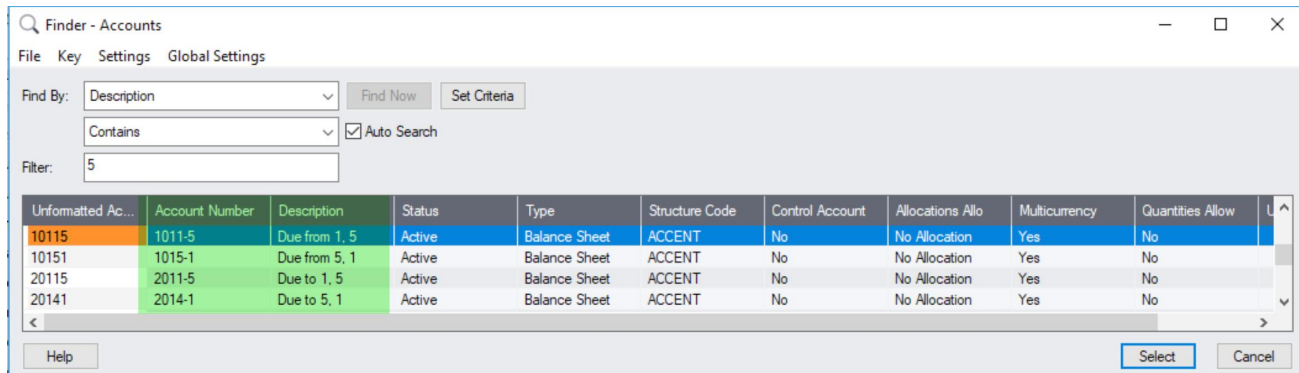 Finder - Accounts
File Key Settings Global Settings
Find By: Description Find Now Set Criteria
Contains Auto Search
Filter: 5
Unformatted Ac... Account Number Description Status Type Structure Code Control Account Allocations Allo Multicurrency Quantities Allow
10115 1011-5 Due from 1, 5 Active Balance Sheet ACCENT No No Allocation Yes No
10151 1015-1 Due from 5, 1 Active Balance Sheet ACCENT No No Allocation Yes No
20115 2011-5 Due to 1, 5 Active Balance Sheet ACCENT No No Allocation Yes No
20141 2014-1 Due to 5, 1 Active Balance Sheet ACCENT No No Allocation Yes No
Help Select Cancel